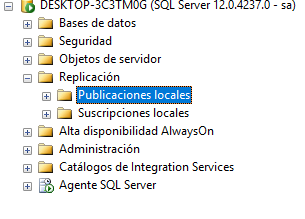 DESKTOP-3C3TM0G (SQL Server 12.0.4237.0 - sa)
Bases de datos
Seguridad
Objetos de servidor
Replicación
Publicaciones locales
Suscripciones locales
Alta disponibilidad AlwaysOn
Administración
Catálogos de Integration Services
Agente SQL Server